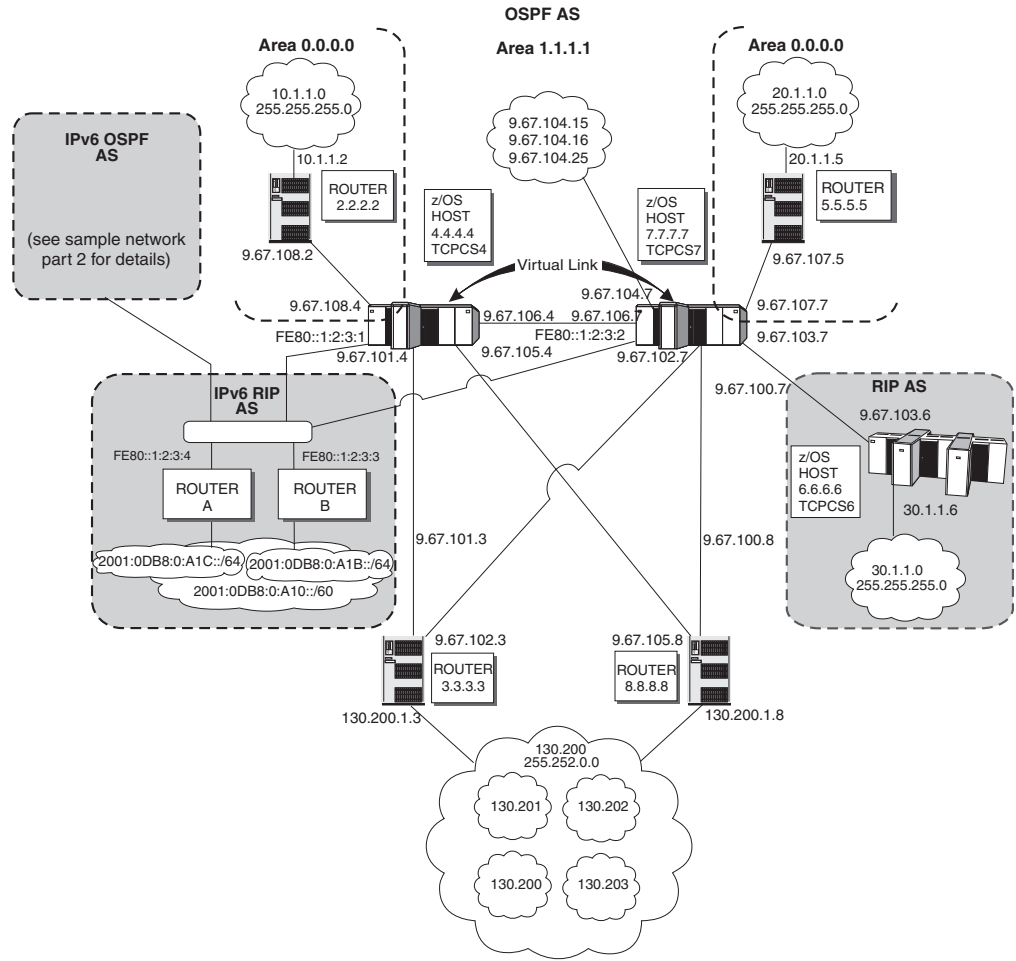 OSPF AS
Area 0.0.0.0
Area 1.1.1.1
Area 0.0.0.0
10.1.1.0
255.255.255.0
20.1.1.0
255.255.255.0
9.67.104.15
9.67.104.16
9.67.104.25
IPv6 OSPF
AS
(see sample network
part 2 for details)
10.1.1.2
ROUTER
2.2.2.2
20.1.1.5
ROUTER
5.5.5.5
z/OS
HOST
4.4.4.4
TCPCS4
z/OS
HOST
7.7.7.7
TCPCS7
9.67.108.2
9.67.107.5
Virtual Link
9.67.108.4
9.67.104.7
9.67.107.7
9.67.106.4
9.67.106.7
FE80::1:2:3:1
FE80::1:2:3:2
9.67.103.7
9.67.101.4
9.67.105.4
9.67.102.7
9.67.100.7
IPv6 RIP
AS
RIP AS
9.67.103.6
FE80::1:2:3:4
FE80::1:2:3:3
ROUTER
A
ROUTER
B
z/OS
HOST
6.6.6.6
TCPCS6
30.1.1.6
9.67.101.3
9.67.100.8
2001:0DB8:0:A1C::/64
2001:0DB8:0:A1B::/64
2001:0DB8:0:A10::/60
30.1.1.0
255.255.255.0
9.67.102.3
9.67.105.8
ROUTER
3.3.3.3
ROUTER
8.8.8.8
130.200.1.3
130.200.1.8
130.200
255.252.0.0
130.201
130.202
130.200
130.203